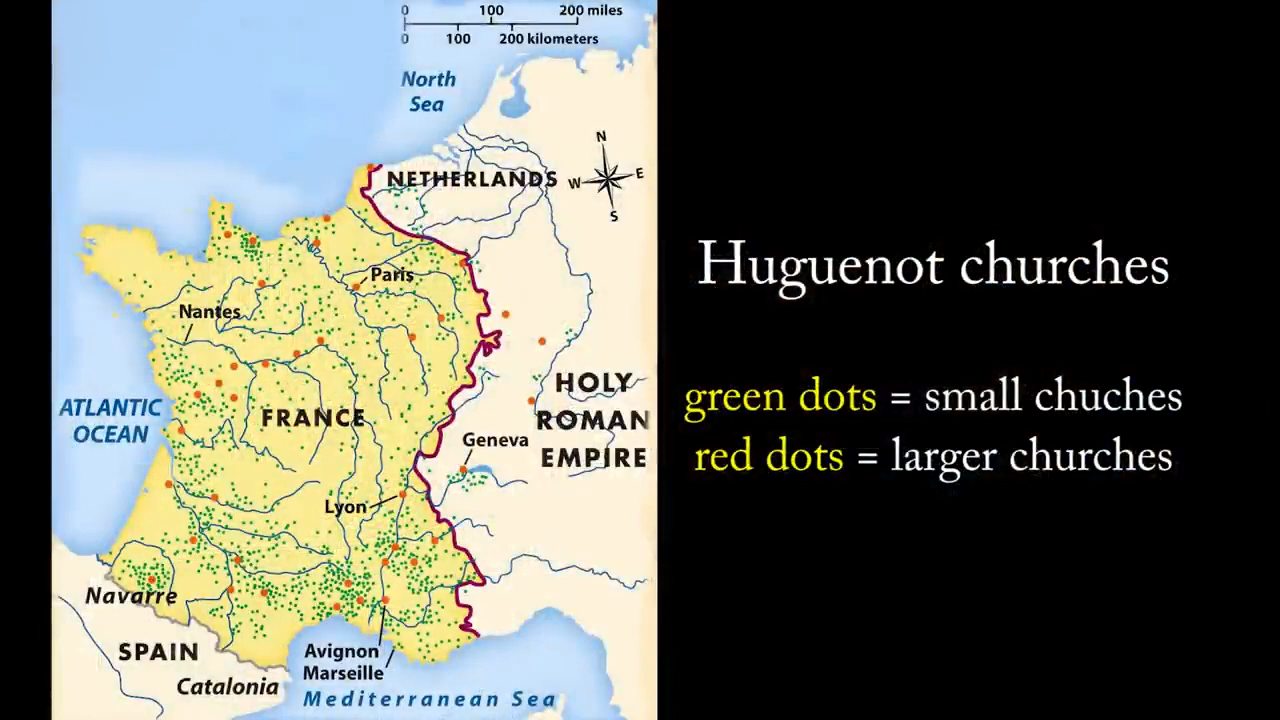 0 100 200 miles
0 100 200 kilometers
North
Sea
N
W E
S
NETHERLANDS
Paris
Nantes
ATLANTIC
OCEAN
FRANCE
HOLY
ROMAN
EMPIRE
Geneva
Lyon
Navarre
SPAIN
Catalonia
Avignon
Marseille
Mediterranean Sea
Huguenot churches
green dots = small chuches
red dots = larger churches